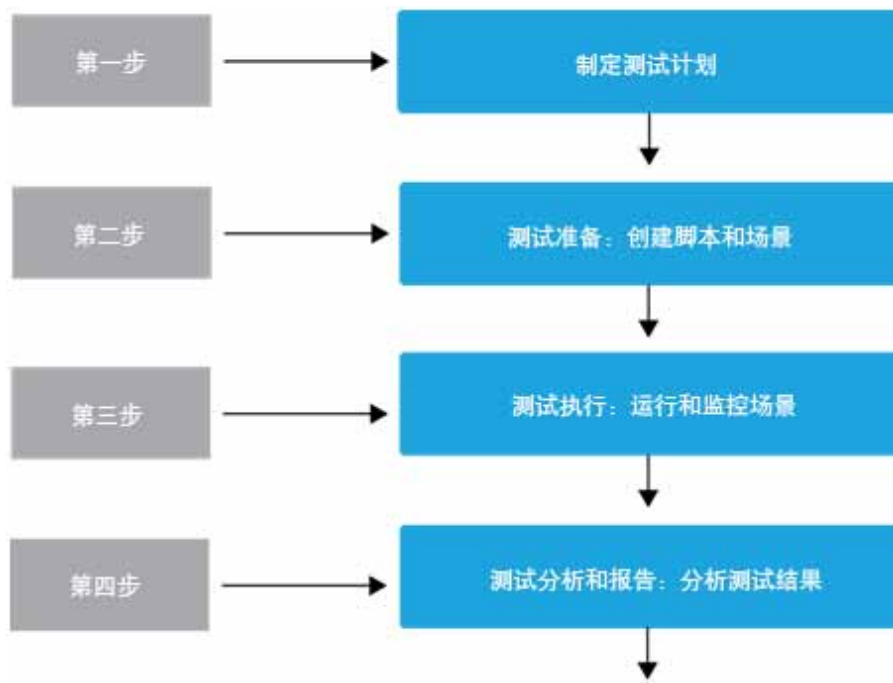 第一步
制定测试计划
第二步
测试准备：创建脚本和场景
第三步
测试执行：运行和监控场景
第四步
测试分析和报告：分析测试结果